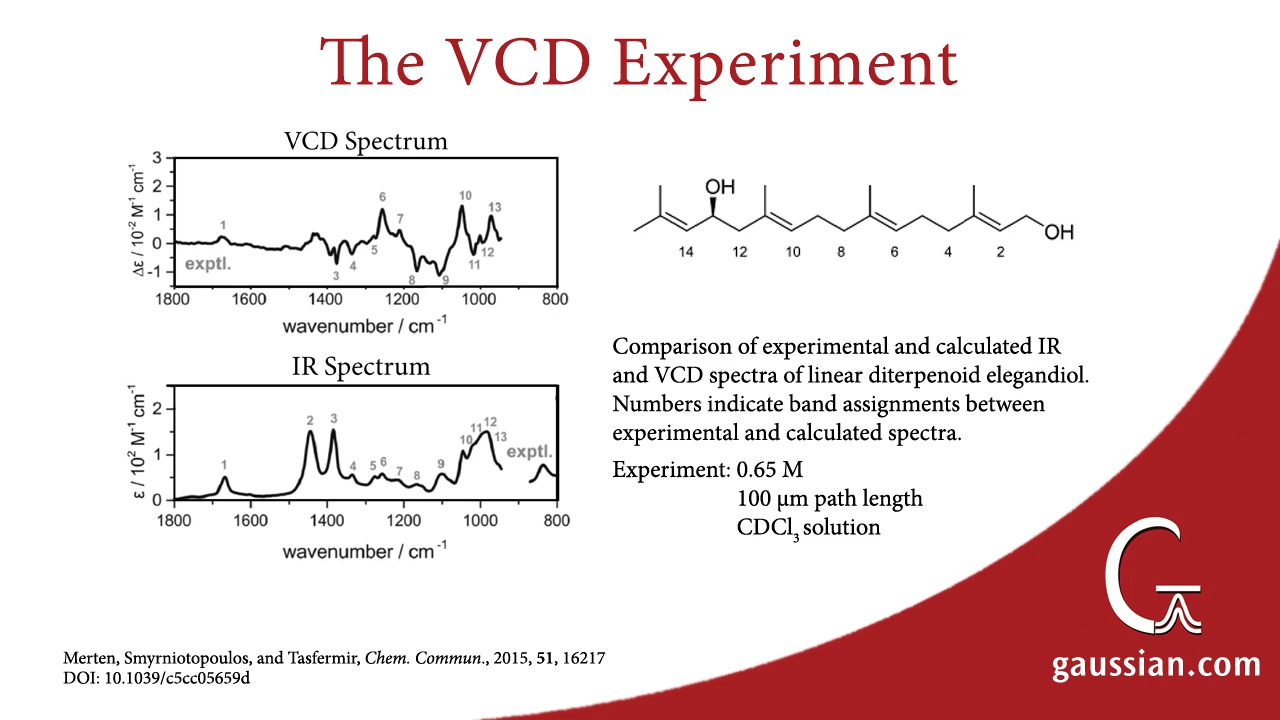 The VCD Experiment
VCD Spectrum
Δε / 10⁻² M⁻¹ cm⁻¹
3
2
1
0
-1
1 3 4 5 6 7 8 9 10 11 12 13
exptl.
1800 1600 1400 1200 1000 800
wavenumber / cm⁻¹
IR Spectrum
ε / 10² M⁻¹ cm⁻¹
2
1
0
1 2 3 4 5 6 7 8 9 10 11 12 13
exptl.
1800 1600 1400 1200 1000 800
wavenumber / cm⁻¹
OH
OH
14 12 10 8 6 4 2
Comparison of experimental and calculated IR
and VCD spectra of linear diterpenoid elegandiol.
Numbers indicate band assignments between
experimental and calculated spectra.
Experiment: 0.65 M
100 µm path length
CDCl₃ solution
Merten, Smyrniotopoulos, and Tasfermir, Chem. Commun., 2015, 51, 16217
DOI: 10.1039/c5cc05659d
G
gaussian.com